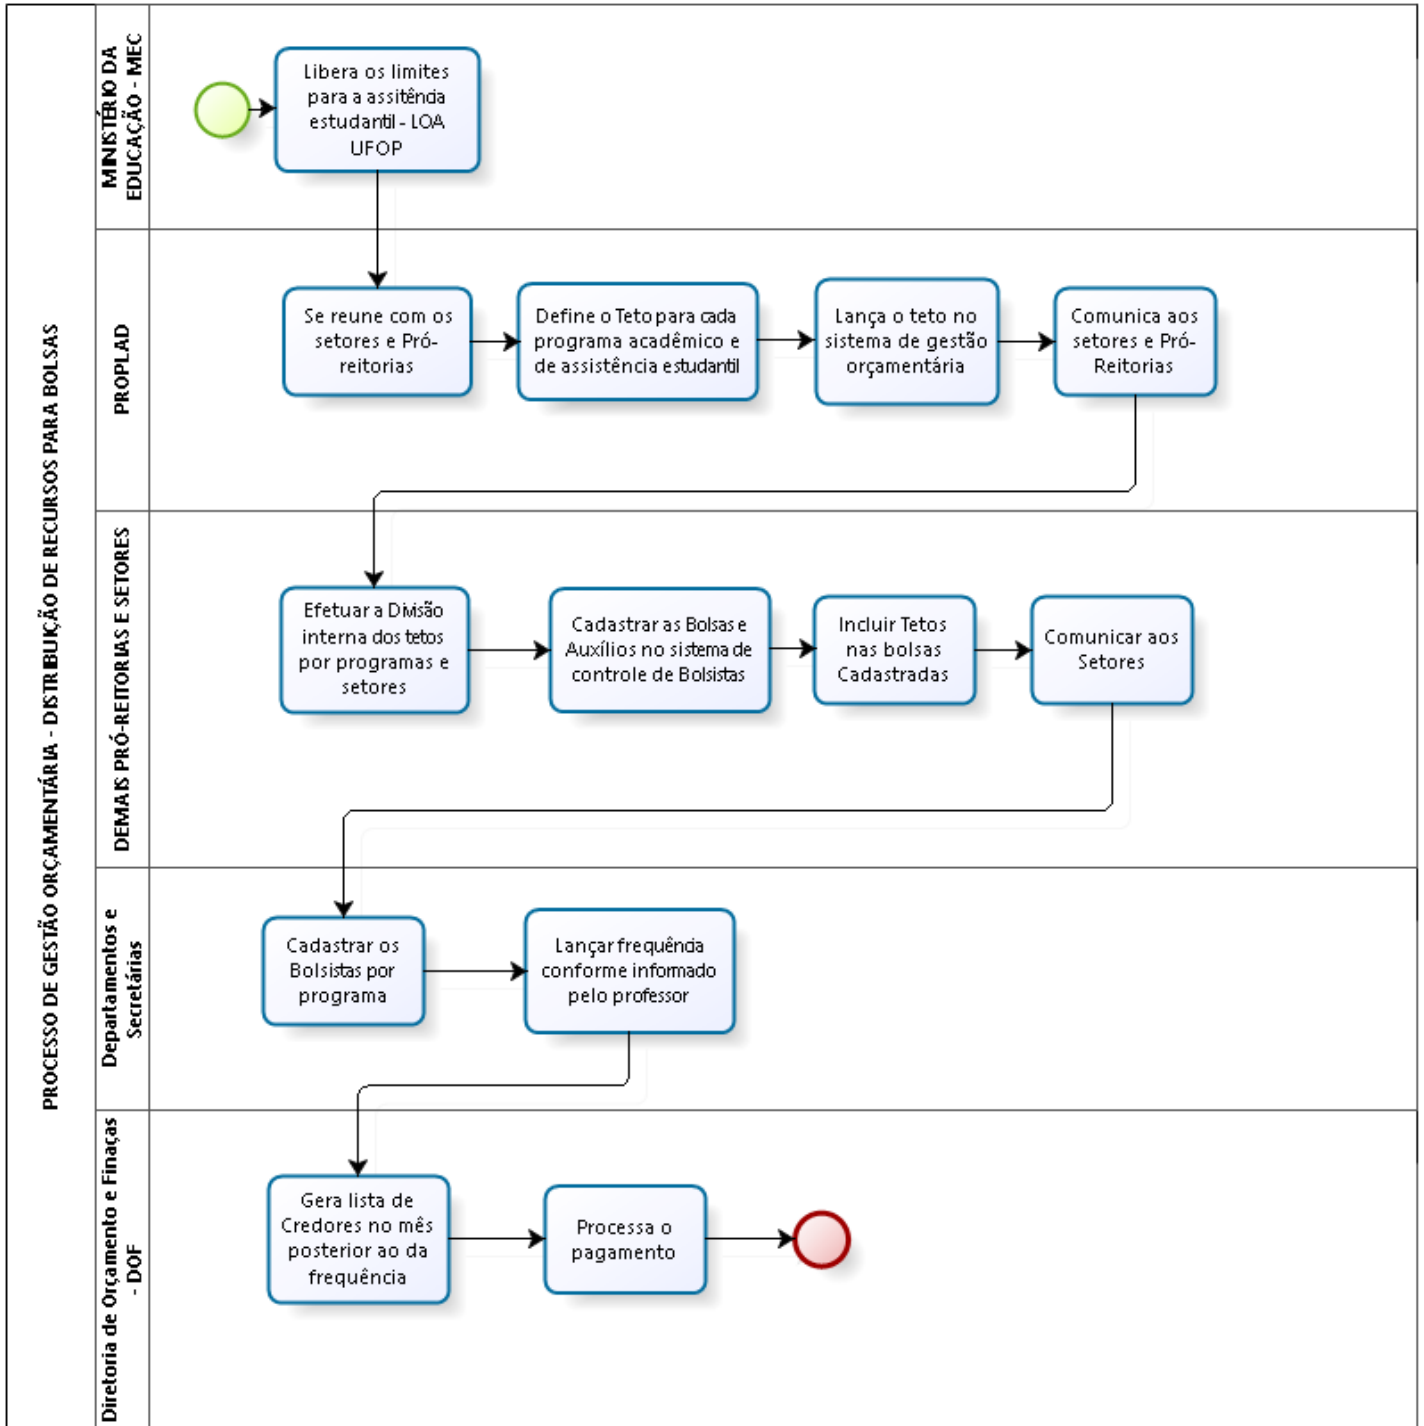 PROCESSO DE GESTÃO ORÇAMENTÁRIA - DISTRIBUIÇÃO DE RECURSOS PARA BOLSAS
MINISTÉRIO DA
EDUCAÇÃO - MEC
Libera os limites
para a assitência
estudantil - LOA
UFOP
PROPLAD
Se reune com os
setores e Pró-
reitorias
Define o Teto para cada
programa acadêmico e
de assistência estudantil
Lança o teto no
sistema de gestão
orçamentária
Comunica aos
setores e Pró-
Reitorias
DEMAIS PRÓ-REITORIAS E SETORES
Efetuar a Divisão
interna dos tetos
por programas e
setores
Cadastrar as Bolsas e
Auxílios no sistema de
controle de Bolsistas
Incluir Tetos
nas bolsas
Cadastradas
Comunicar aos
Setores
Departamentos e
Secretárias
Cadastrar os
Bolsistas por
programa
Lançar frequência
conforme informado
pelo professor
Diretoria de Orçamento e Finaças
- DOF
Gera lista de
Credores no mês
posterior ao da
frequência
Processa o
pagamento